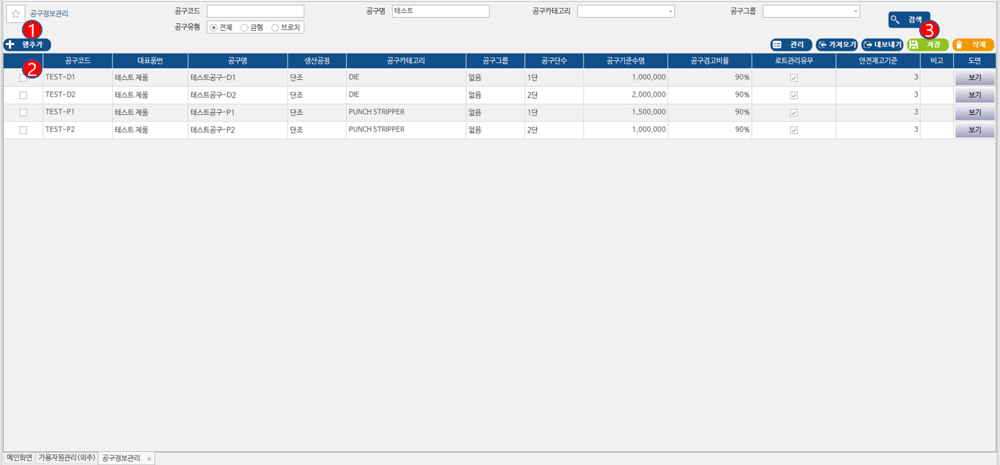 공구정보관리
공구코드
공구명 테스트
공구카테고리
공구그룹
검색
공구유형 전체 금형 브로치
1
3
행추가
관리 가져오기 내보내기 저장 삭제
공구코드 대표품번 공구명 생산공정 공구카테고리 공구그룹 공구단수 공구기준수명 공구경고비율 로트관리유무 안전재고기준 비고 도면
2
TEST-D1 테스트 제품 테스트공구-D1 단조 DIE 없음 1단 1,000,000 90% 3 보기
TEST-D2 테스트 제품 테스트공구-D2 단조 DIE 없음 2단 2,000,000 90% 3 보기
TEST-P1 테스트 제품 테스트공구-P1 단조 PUNCH STRIPPER 없음 1단 1,500,000 90% 3 보기
TEST-P2 테스트 제품 테스트공구-P2 단조 PUNCH STRIPPER 없음 2단 1,000,000 90% 3 보기
메인화면 가용자원관리(외주) 공구정보관리 ×